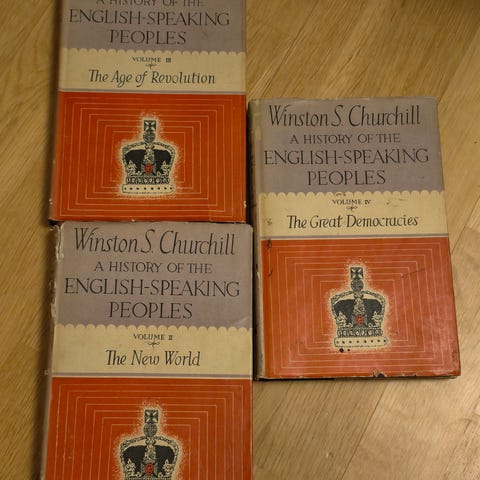 A HISTORY OF THE
ENGLISH-SPEAKING
PEOPLES
VOLUME III
The Age of Revolution
Winston S. Churchill
A HISTORY OF THE
ENGLISH-SPEAKING
PEOPLES
VOLUME IV
The Great Democracies
Winston S. Churchill
A HISTORY OF THE
ENGLISH-SPEAKING
PEOPLES
VOLUME II
The New World